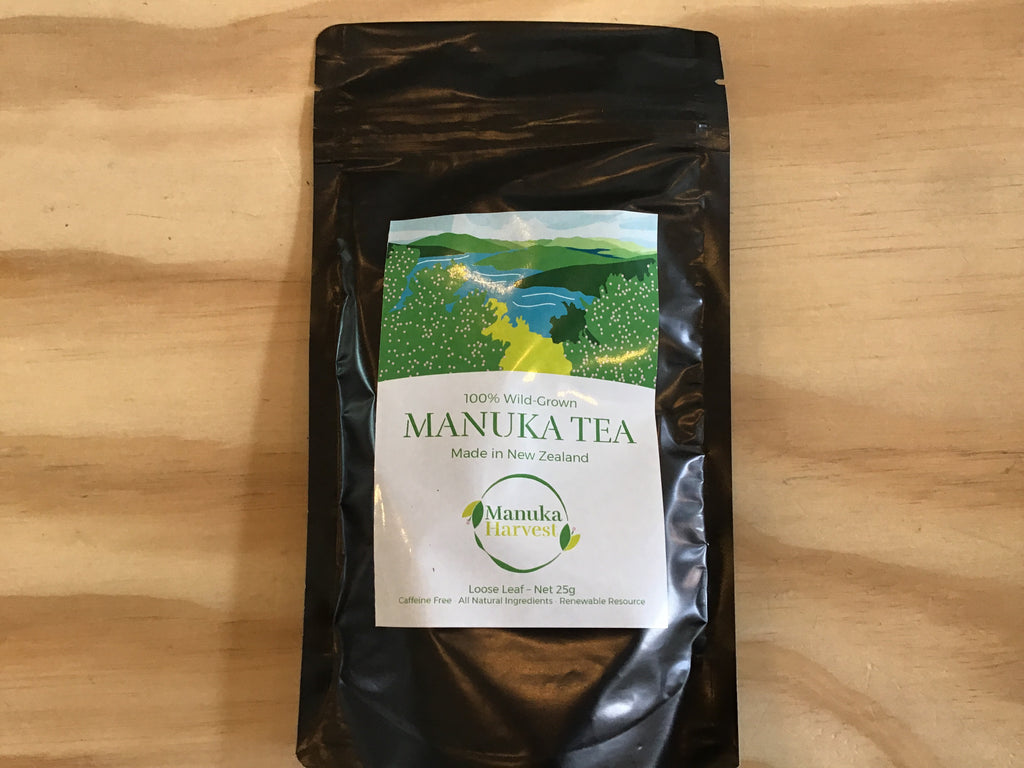 100% Wild-Grown
MANUKA TEA
Made in New Zealand
Manuka
Harvest
Loose Leaf – Net 25g
Caffeine Free · All Natural Ingredients · Renewable Resource